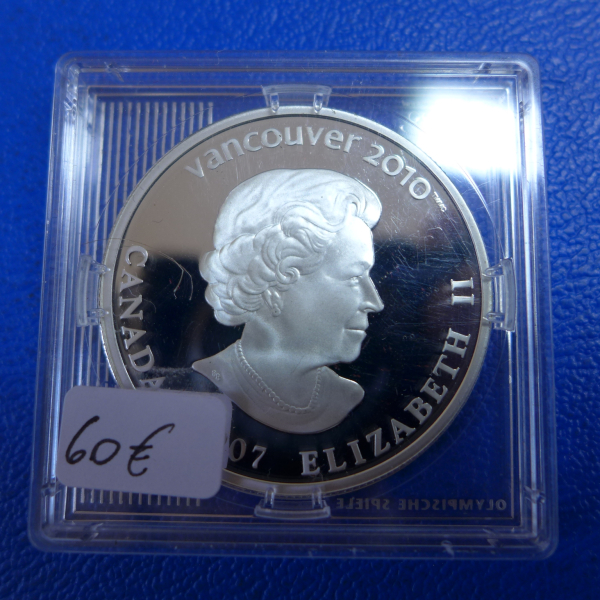 vancouver 2010
CANADA
07 ELIZABETH II
60€
OLYMPISCHE SPIELE